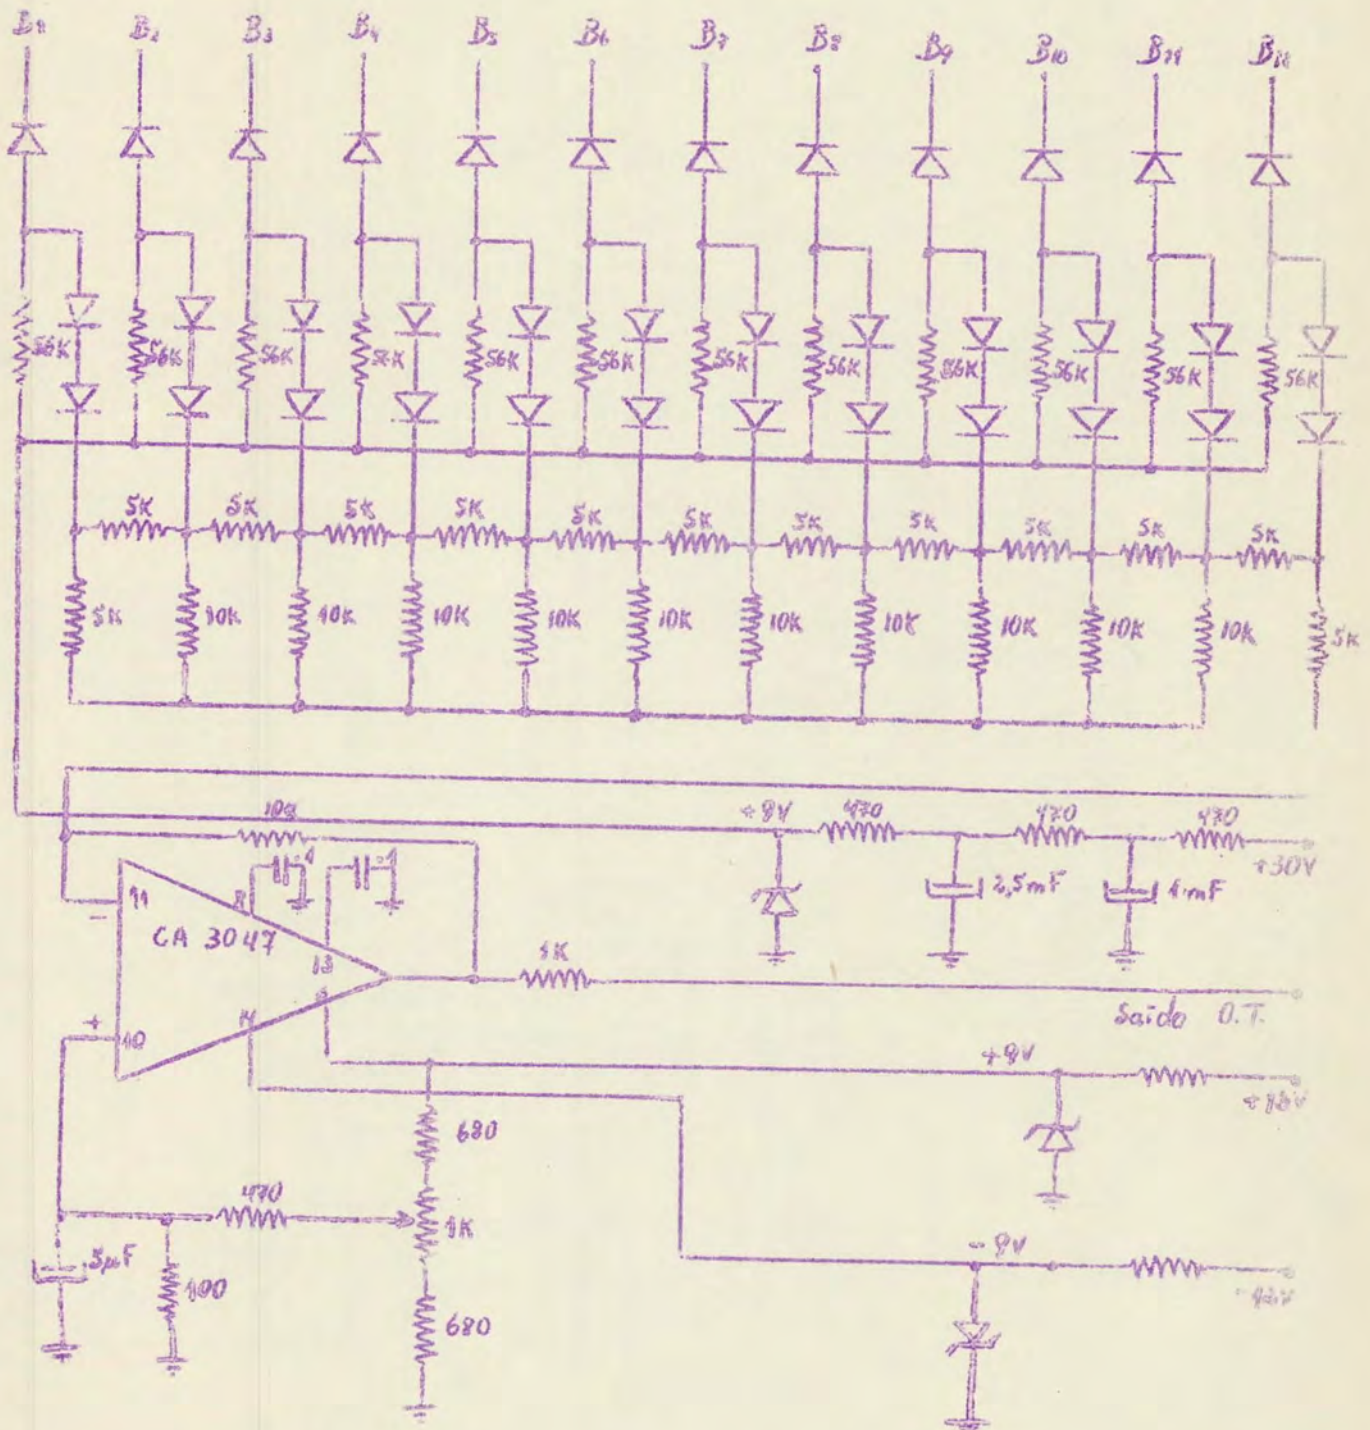 B1 B2 B3 B4 B5 B6 B7 B8 B9 B10 B11 B12
56K 56K 56K 56K 56K 56K 56K 56K 56K 56K 56K 56K
5K 5K 5K 5K 5K 5K 5K 5K 5K 5K 5K
5K 10K 10K 10K 10K 10K 10K 10K 10K 10K 10K 5K
+9V 470 470 470
+30V
2,5mF 1mF
11 8
-
CA 3047
13
1K
Saída O.T.
+ 10 14
+9V
680
470
1K
-9V
5µF
100
680